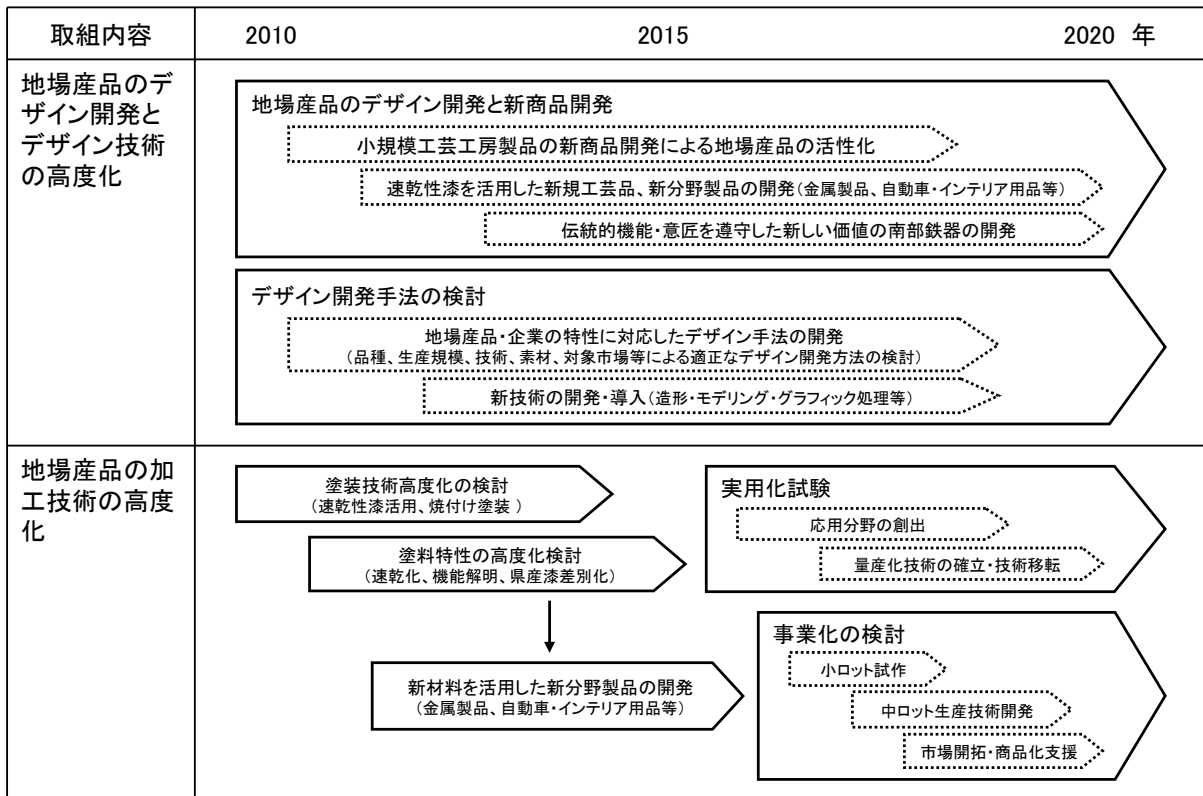 取組内容
2010
2015
2020 年
地場産品のデ
ザイン開発と
デザイン技術
の高度化
地場産品のデザイン開発と新商品開発
小規模工芸工房製品の新商品開発による地場産品の活性化
速乾性漆を活用した新規工芸品、新分野製品の開発(金属製品、自動車・インテリア用品等)
伝統的機能・意匠を遵守した新しい価値の南部鉄器の開発
デザイン開発手法の検討
地場産品・企業の特性に対応したデザイン手法の開発
(品種、生産規模、技術、素材、対象市場等による適正なデザイン開発方法の検討)
新技術の開発・導入(造形・モデリング・グラフィック処理等)
地場産品の加
工技術の高度
化
塗装技術高度化の検討
(速乾性漆活用、焼付け塗装 )
塗料特性の高度化検討
(速乾化、機能解明、県産漆差別化)
新材料を活用した新分野製品の開発
(金属製品、自動車・インテリア用品等)
実用化試験
応用分野の創出
量産化技術の確立・技術移転
事業化の検討
小ロット試作
中ロット生産技術開発
市場開拓・商品化支援